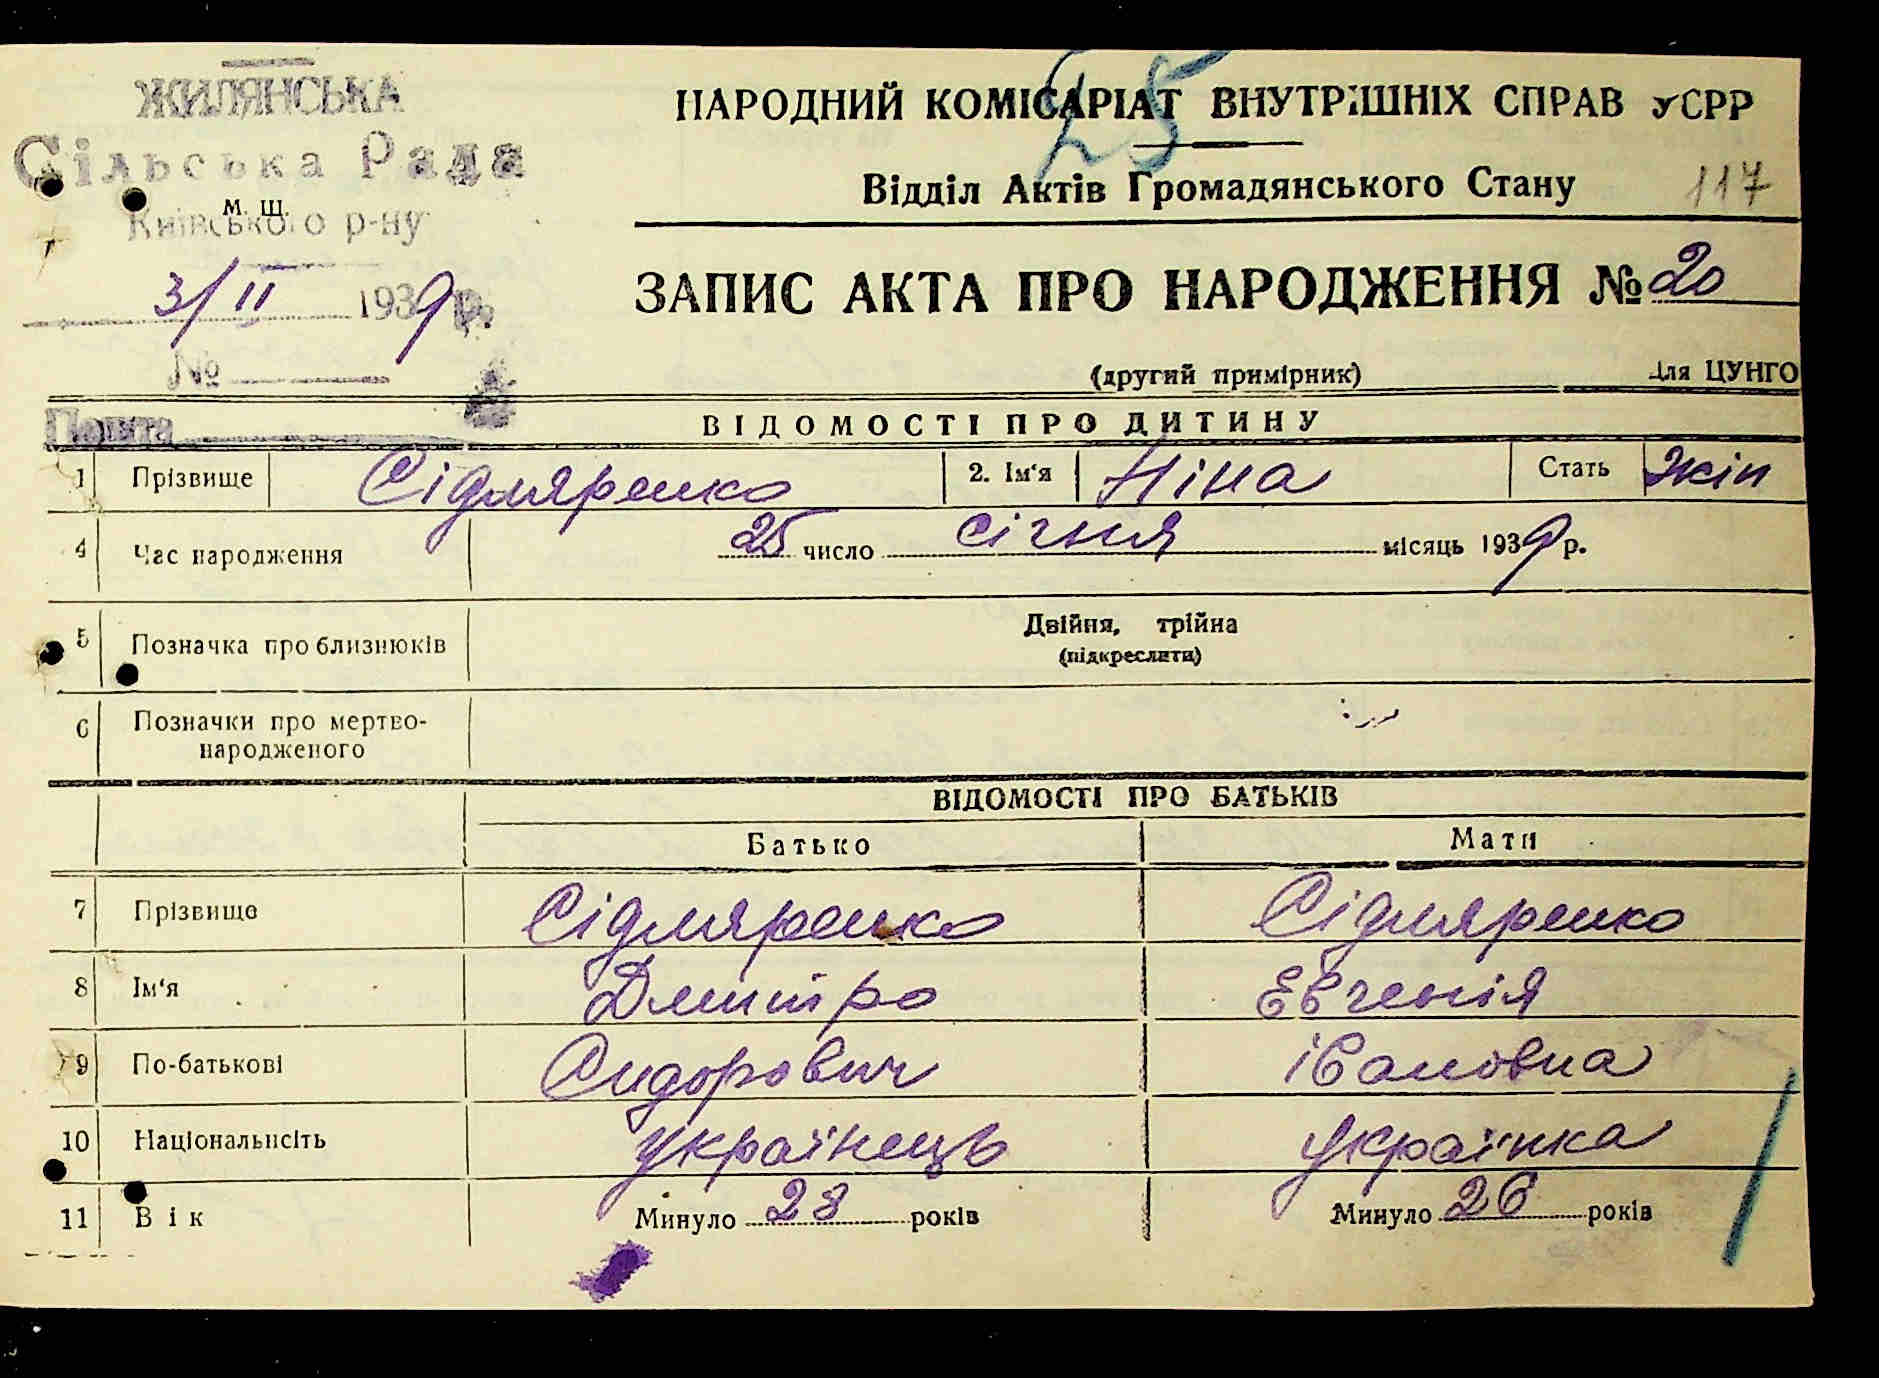 ЖИЛЯНСЬКА
Сільська Рада
м. щ.
Київського р-ну
3/II 1939 р.
№
Пошта
25
НАРОДНИЙ КОМІСАРІАТ ВНУТРІШНІХ СПРАВ УСРР
Відділ Актів Громадянського Стану 117
ЗАПИС АКТА ПРО НАРОДЖЕННЯ № 20
(другий примірник) Для ЦУНГО
ВІДОМОСТІ ПРО ДИТИНУ
1 Прізвище Сідляренко 2. Ім'я Ніна Стать жін
4 Час народження 25 число січня місяць 1939 р.
5 Позначка про близнюків Двійня, трійна
(підкреслити)
6 Позначки про мертво-
народженого
ВІДОМОСТІ ПРО БАТЬКІВ
Батько Мати
7 Прізвище Сідляренко Сідляренко
8 Ім'я Дмитро Евгенія
9 По-батькові Сидорович івановна
10 Національність українець українка
11 Вік Минуло 28 років Минуло 26 років